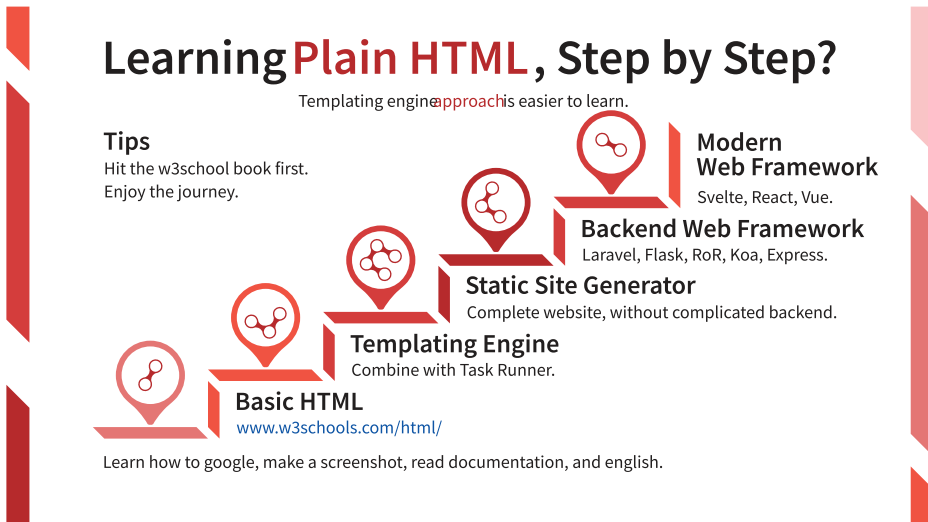 Learning Plain HTML, Step by Step?
Templating engine approach is easier to learn.
Tips
Hit the w3school book first.
Enjoy the journey.
Modern
Web Framework
Svelte, React, Vue.
Backend Web Framework
Laravel, Flask, RoR, Koa, Express.
Static Site Generator
Complete website, without complicated backend.
Templating Engine
Combine with Task Runner.
Basic HTML
www.w3schools.com/html/
Learn how to google, make a screenshot, read documentation, and english.